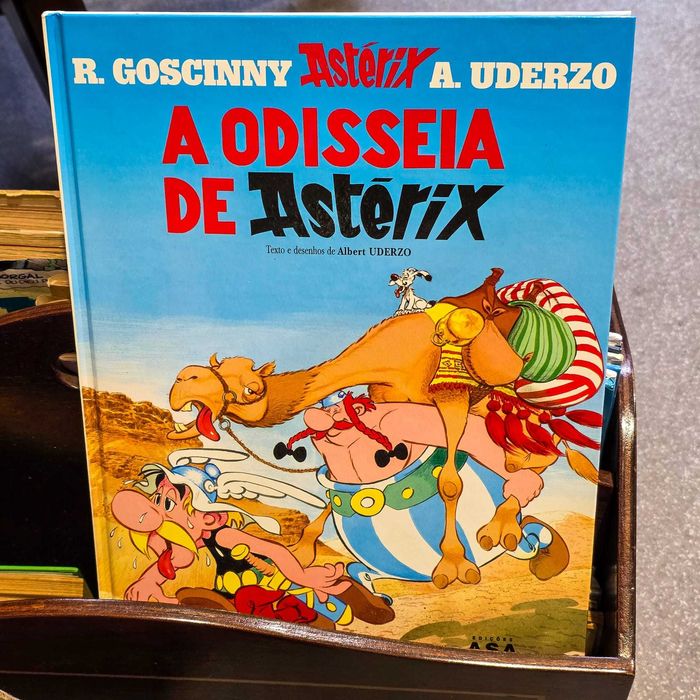 R. GOSCINNY Astérix A. UDERZO
A ODISSEIA
DE Astérix
Texto e desenhos de Albert UDERZO
EDIÇÕES
ASA